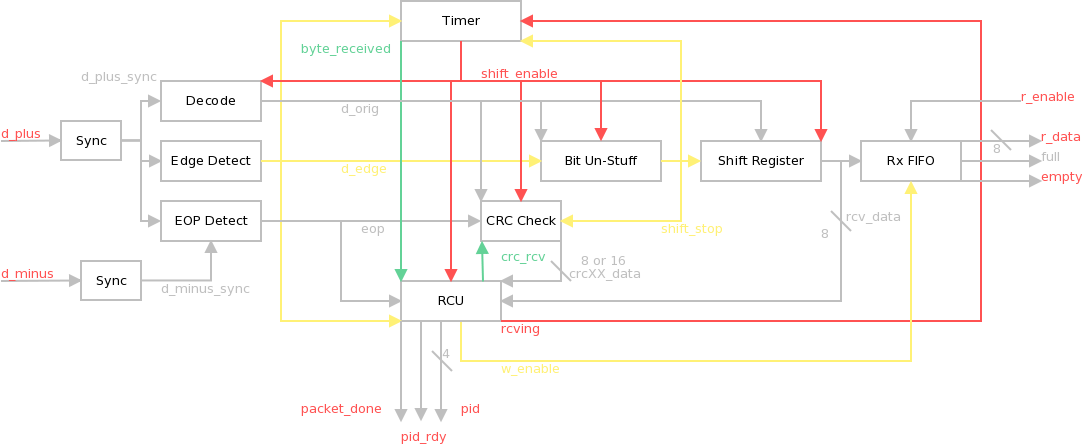 Timer
byte_received
shift_enable
d_plus_sync
Decode
d_orig
r_enable
d_plus
Sync
Edge Detect
d_edge
Bit Un-Stuff
Shift Register
Rx FIFO
8
r_data
full
empty
EOP Detect
eop
CRC Check
shift_stop
rcv_data
8
crc_rcv
8 or 16
crcXX_data
d_minus
Sync
d_minus_sync
RCU
rcving
4
w_enable
packet_done
pid
pid_rdy